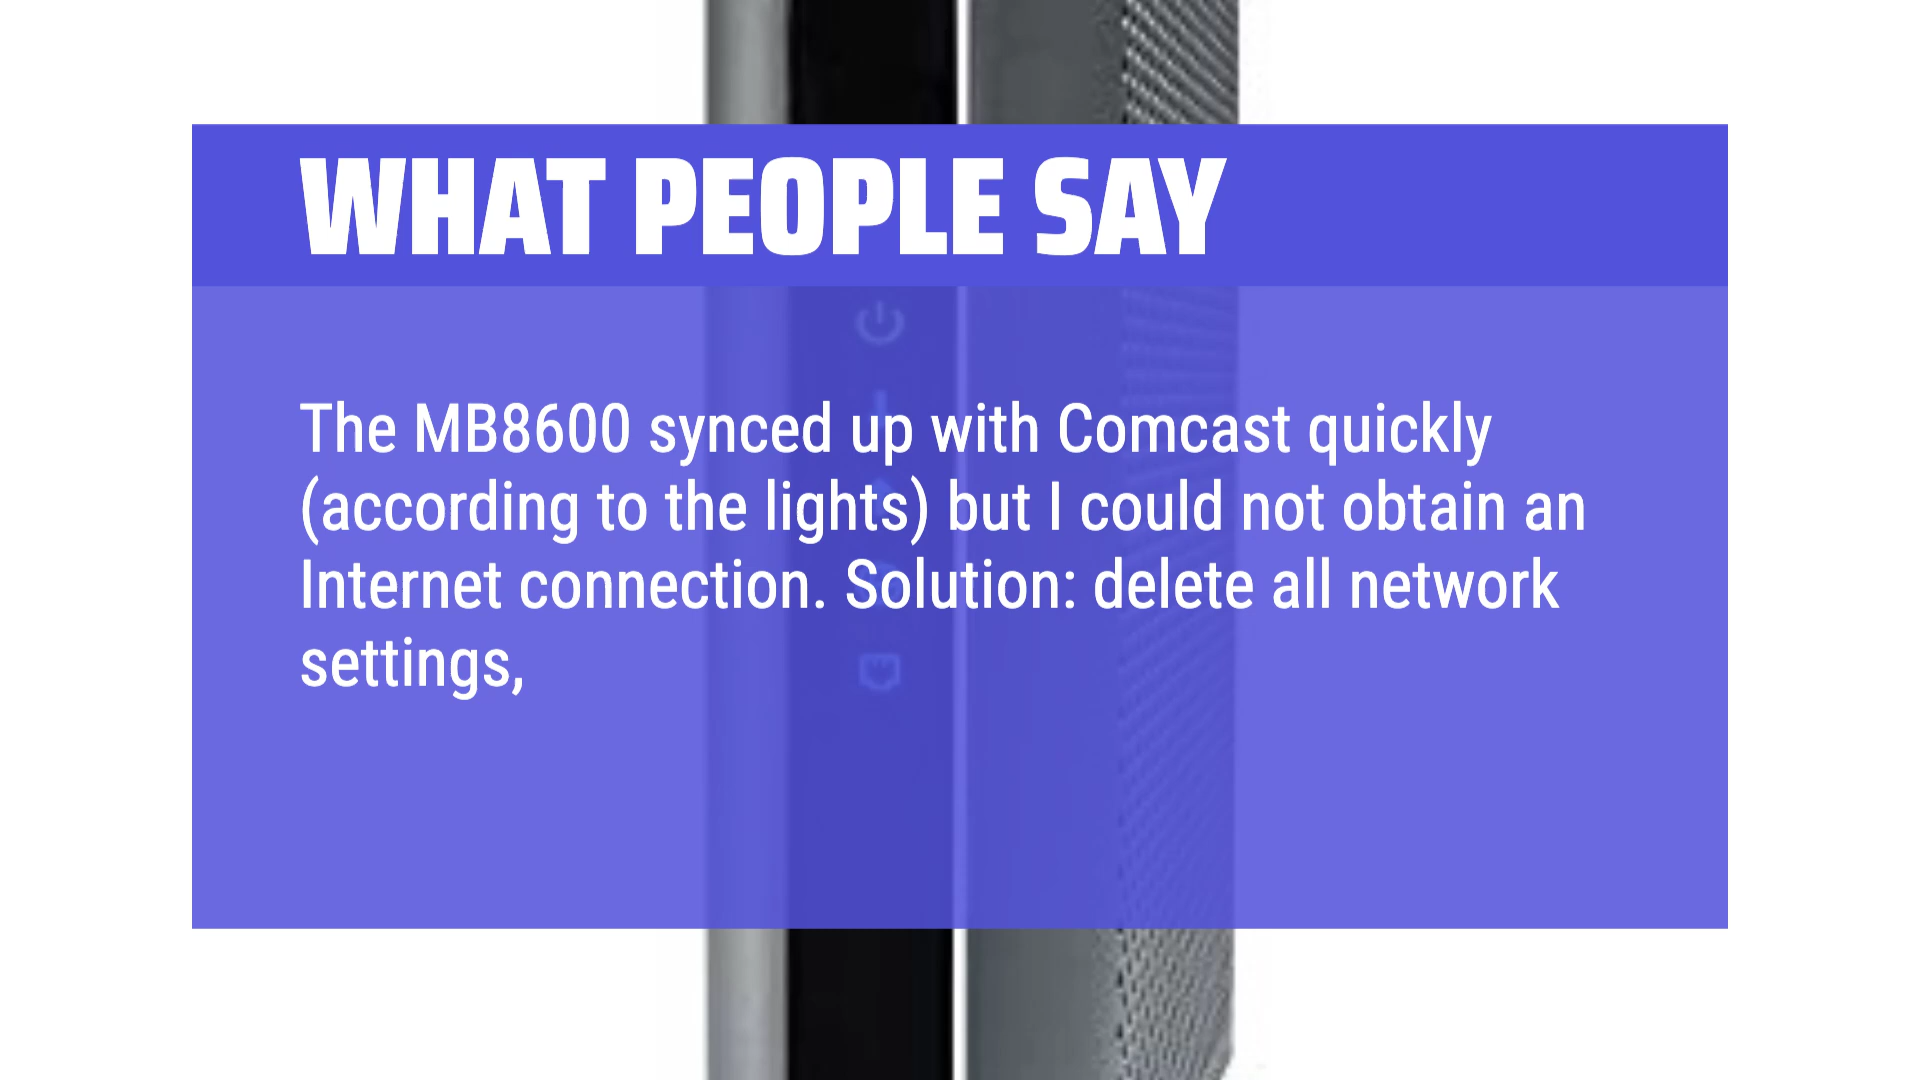 WHAT PEOPLE SAY
The MB8600 synced up with Comcast quickly
(according to the lights) but I could not obtain an
Internet connection. Solution: delete all network
settings,